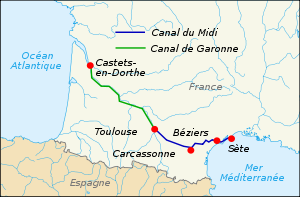 Canal du Midi
Canal de Garonne
Océan
Atlantique
Castets-
en-Dorthe
France
Toulouse
Béziers
Sète
Carcassonne
Mer
Méditerranée
Espagne